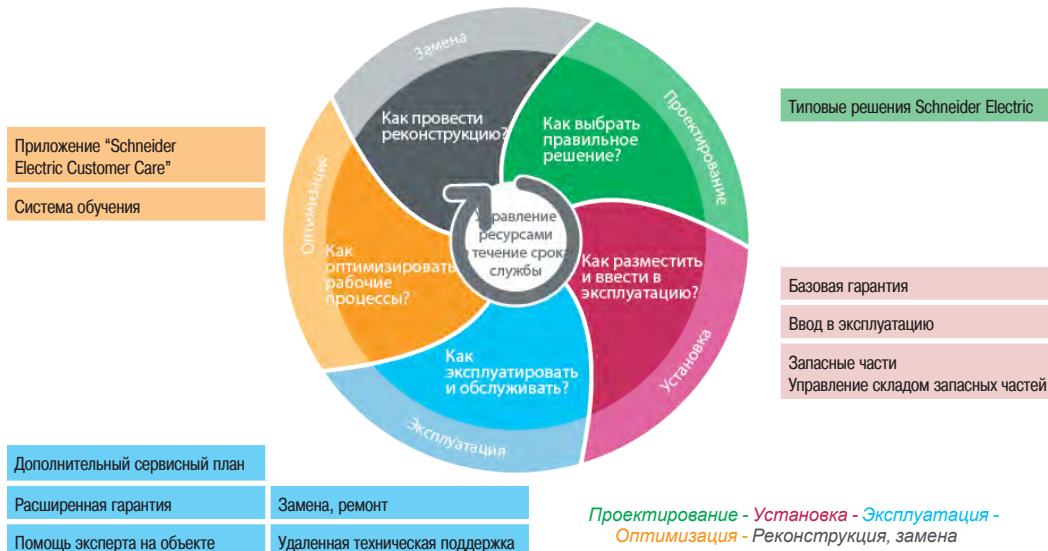 Замена
Проектирование
Установка
Эксплуатация
Оптимизация
Как провести
реконструкцию?
Как выбрать
правильное
решение?
Как разместить
и ввести в
эксплуатацию?
Как
эксплуатировать
и обслуживать?
Как
оптимизировать
рабочие
процессы?
Управление
ресурсами
течение срока
службы
Типовые решения Schneider Electric
Приложение “Schneider
Electric Customer Care”
Система обучения
Базовая гарантия
Ввод в эксплуатацию
Запасные части
Управление складом запасных частей
Дополнительный сервисный план
Расширенная гарантия
Замена, ремонт
Помощь эксперта на объекте
Удаленная техническая поддержка
Проектирование - Установка - Эксплуатация -
Оптимизация - Реконструкция, замена